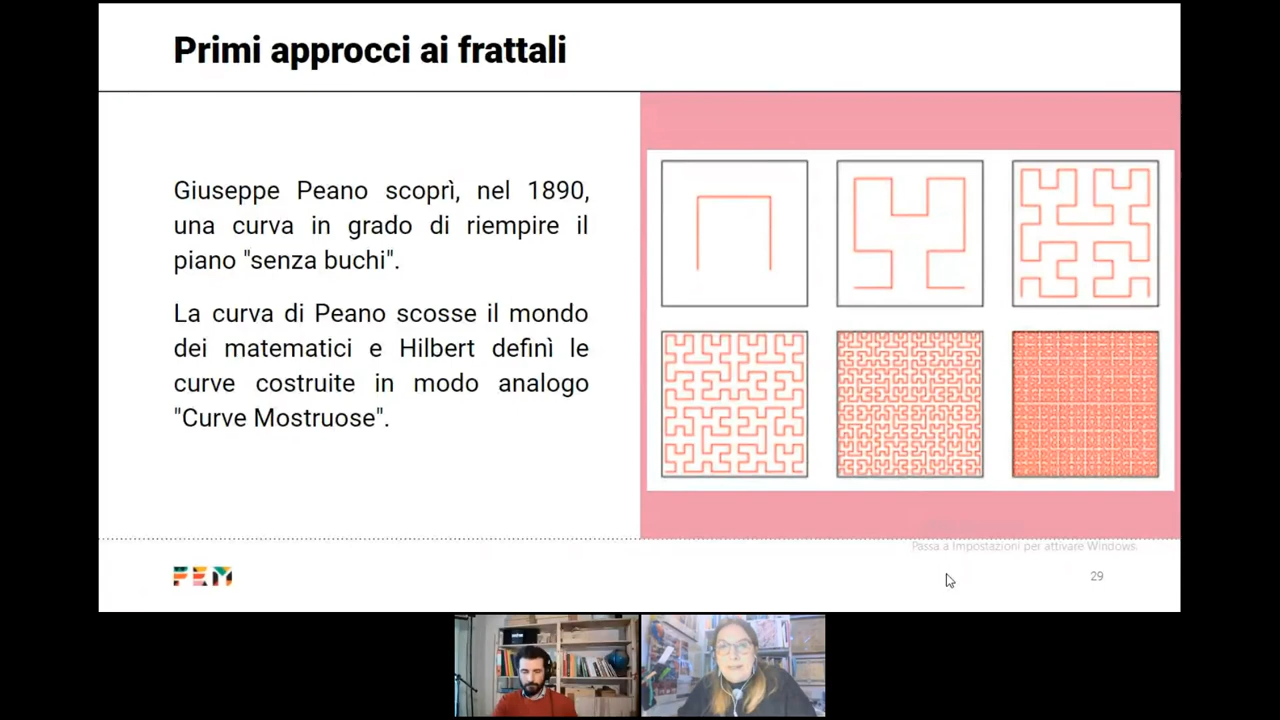 Primi approcci ai frattali
Giuseppe Peano scoprì, nel 1890,
una curva in grado di riempire il
piano "senza buchi".
La curva di Peano scosse il mondo
dei matematici e Hilbert definì le
curve costruite in modo analogo
"Curve Mostruose".
Passa a Impostazioni per attivare Windows.
FEM
29